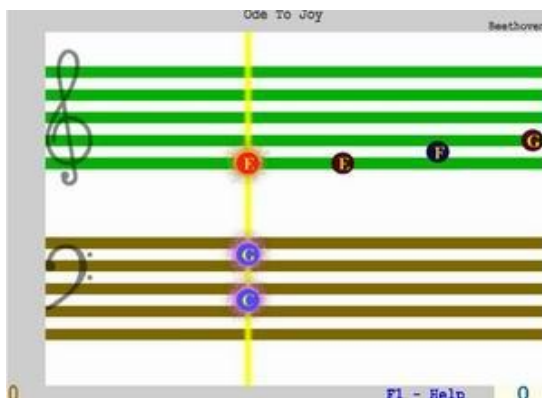 Ode To Joy
Beethoven
E E F G
G
C
0 F1 - Help 0